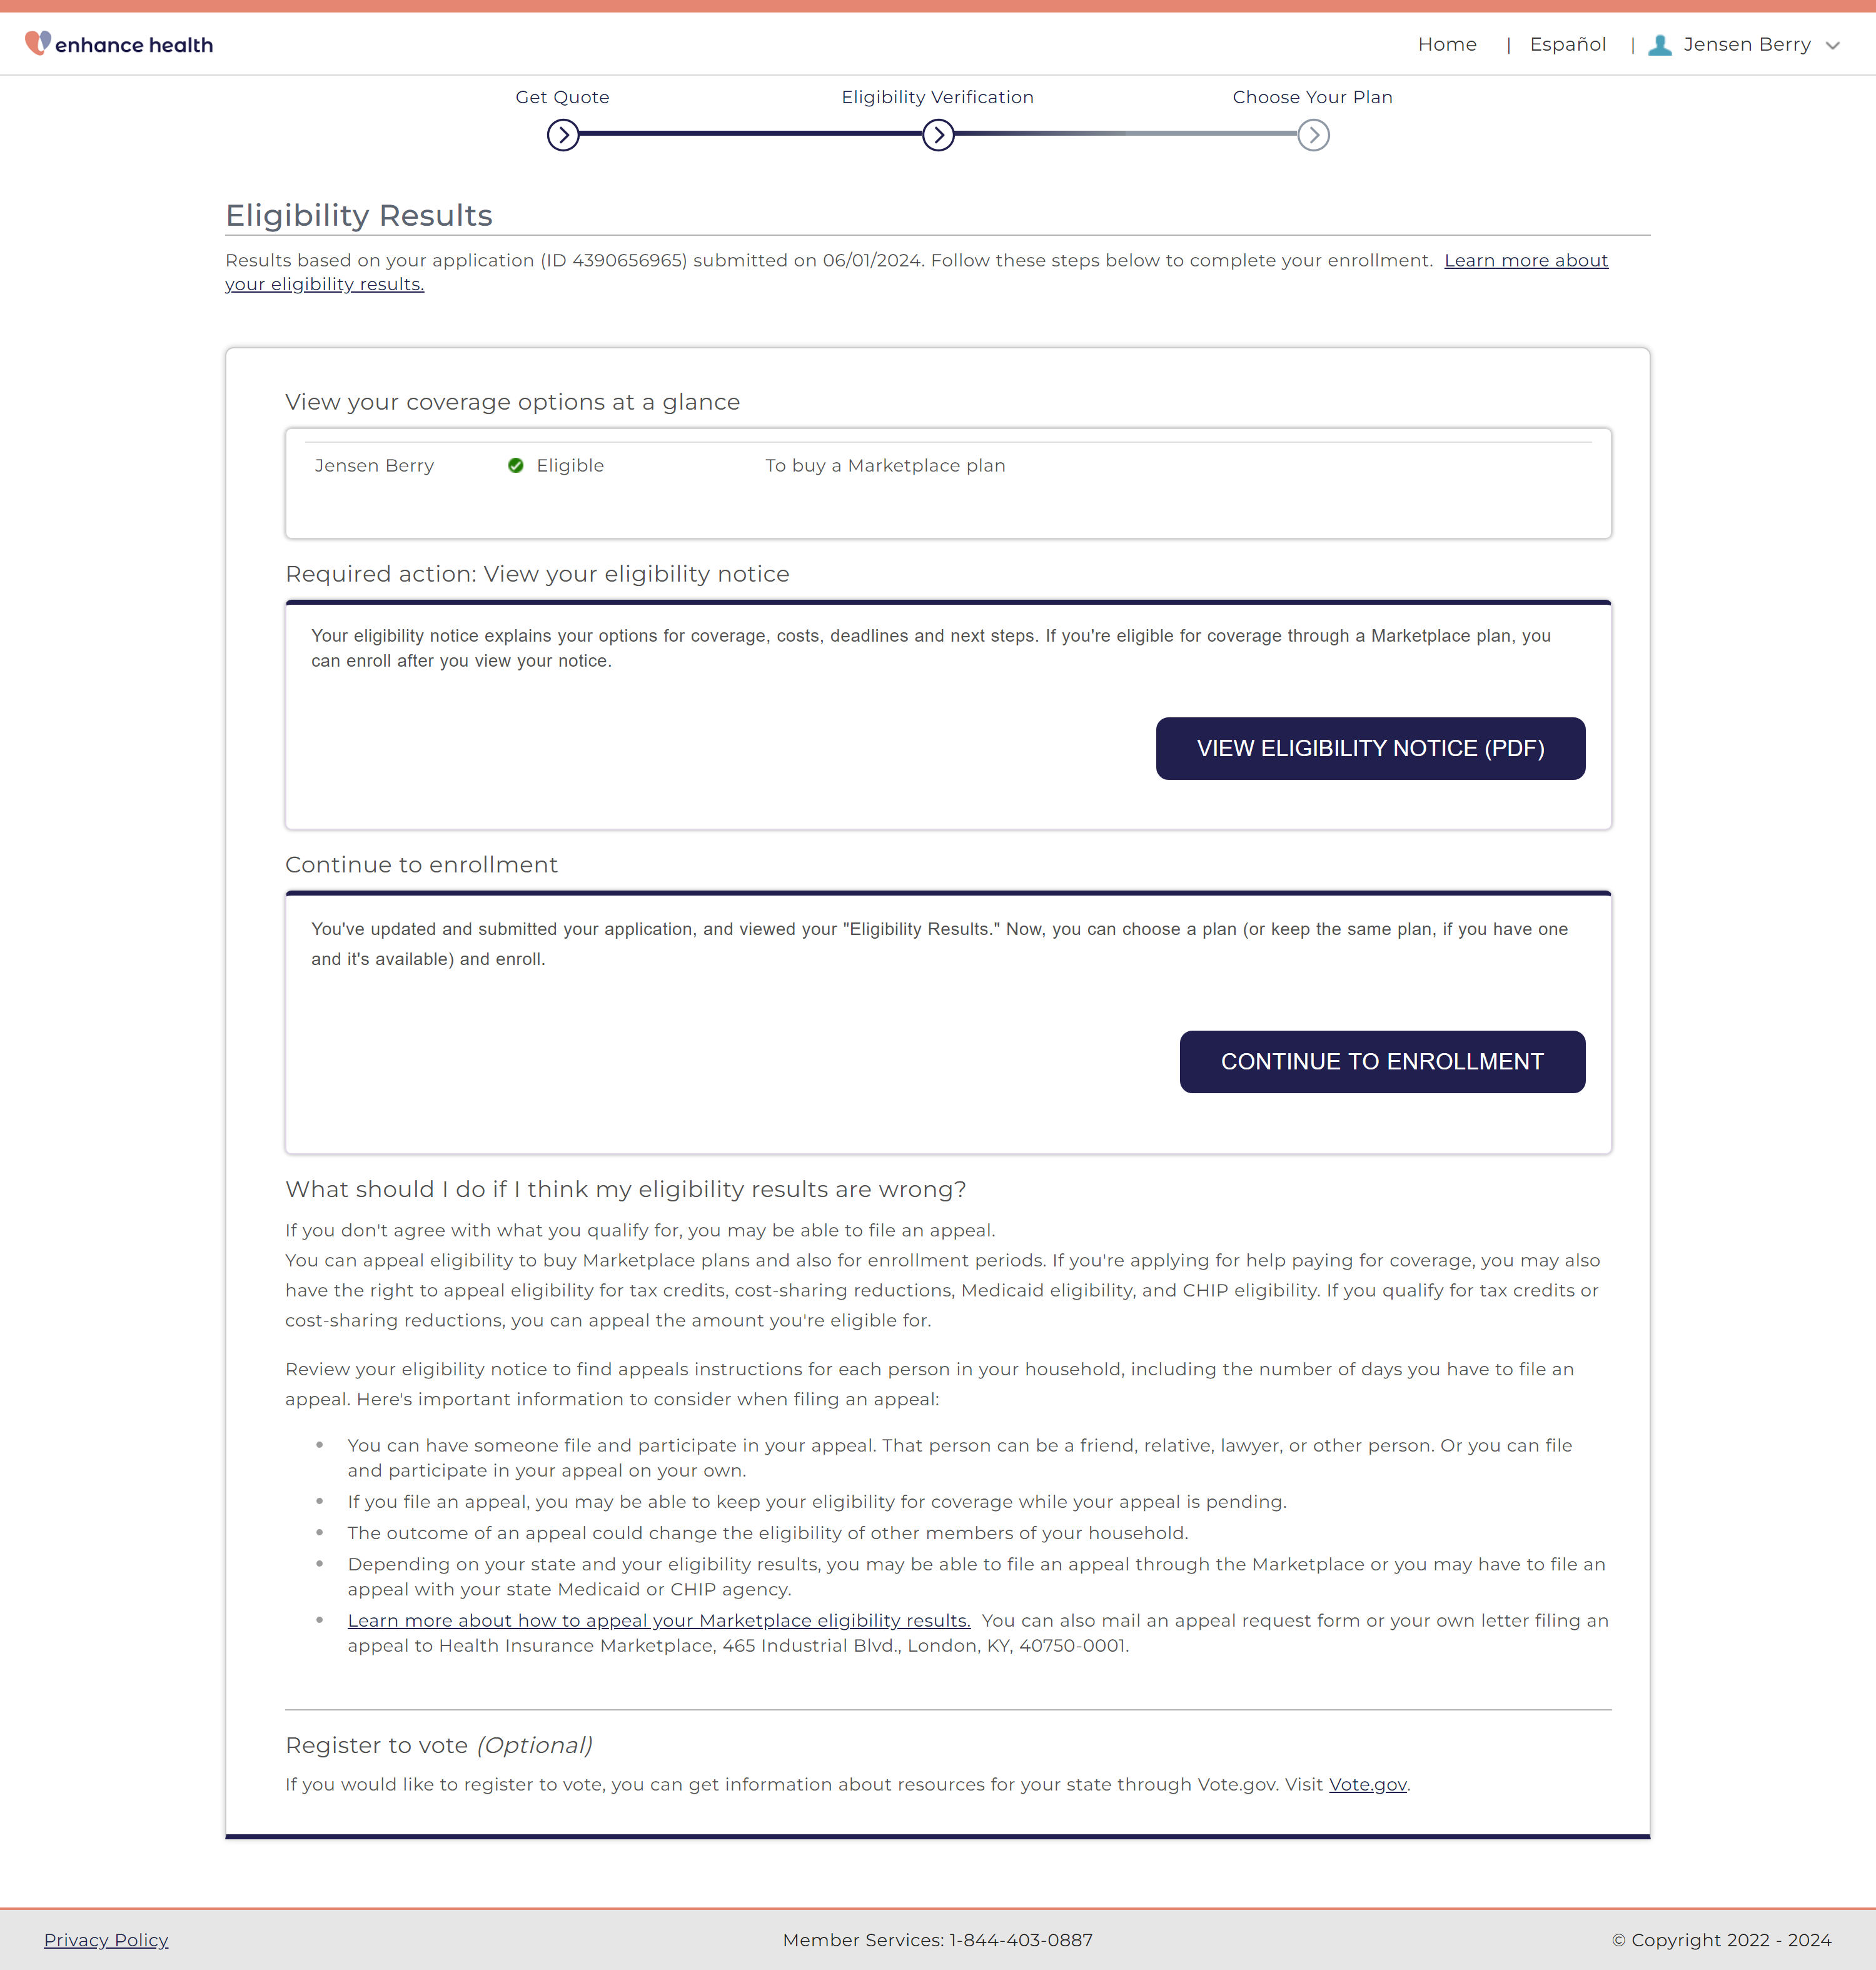 enhance health
Home | Español | Jensen Berry
Get Quote
Eligibility Verification
Choose Your Plan
Eligibility Results
Results based on your application (ID 4390656965) submitted on 06/01/2024. Follow these steps below to complete your enrollment. Learn more about
your eligibility results.
View your coverage options at a glance
Jensen Berry Eligible To buy a Marketplace plan
Required action: View your eligibility notice
Your eligibility notice explains your options for coverage, costs, deadlines and next steps. If you're eligible for coverage through a Marketplace plan, you
can enroll after you view your notice.
VIEW ELIGIBILITY NOTICE (PDF)
Continue to enrollment
You've updated and submitted your application, and viewed your "Eligibility Results." Now, you can choose a plan (or keep the same plan, if you have one
and it's available) and enroll.
CONTINUE TO ENROLLMENT
What should I do if I think my eligibility results are wrong?
If you don't agree with what you qualify for, you may be able to file an appeal.
You can appeal eligibility to buy Marketplace plans and also for enrollment periods. If you're applying for help paying for coverage, you may also
have the right to appeal eligibility for tax credits, cost-sharing reductions, Medicaid eligibility, and CHIP eligibility. If you qualify for tax credits or
cost-sharing reductions, you can appeal the amount you're eligible for.
Review your eligibility notice to find appeals instructions for each person in your household, including the number of days you have to file an
appeal. Here's important information to consider when filing an appeal:
• You can have someone file and participate in your appeal. That person can be a friend, relative, lawyer, or other person. Or you can file
and participate in your appeal on your own.
• If you file an appeal, you may be able to keep your eligibility for coverage while your appeal is pending.
• The outcome of an appeal could change the eligibility of other members of your household.
• Depending on your state and your eligibility results, you may be able to file an appeal through the Marketplace or you may have to file an
appeal with your state Medicaid or CHIP agency.
• Learn more about how to appeal your Marketplace eligibility results. You can also mail an appeal request form or your own letter filing an
appeal to Health Insurance Marketplace, 465 Industrial Blvd., London, KY, 40750-0001.
Register to vote (Optional)
If you would like to register to vote, you can get information about resources for your state through Vote.gov. Visit Vote.gov.
Privacy Policy
Member Services: 1-844-403-0887
© Copyright 2022 - 2024